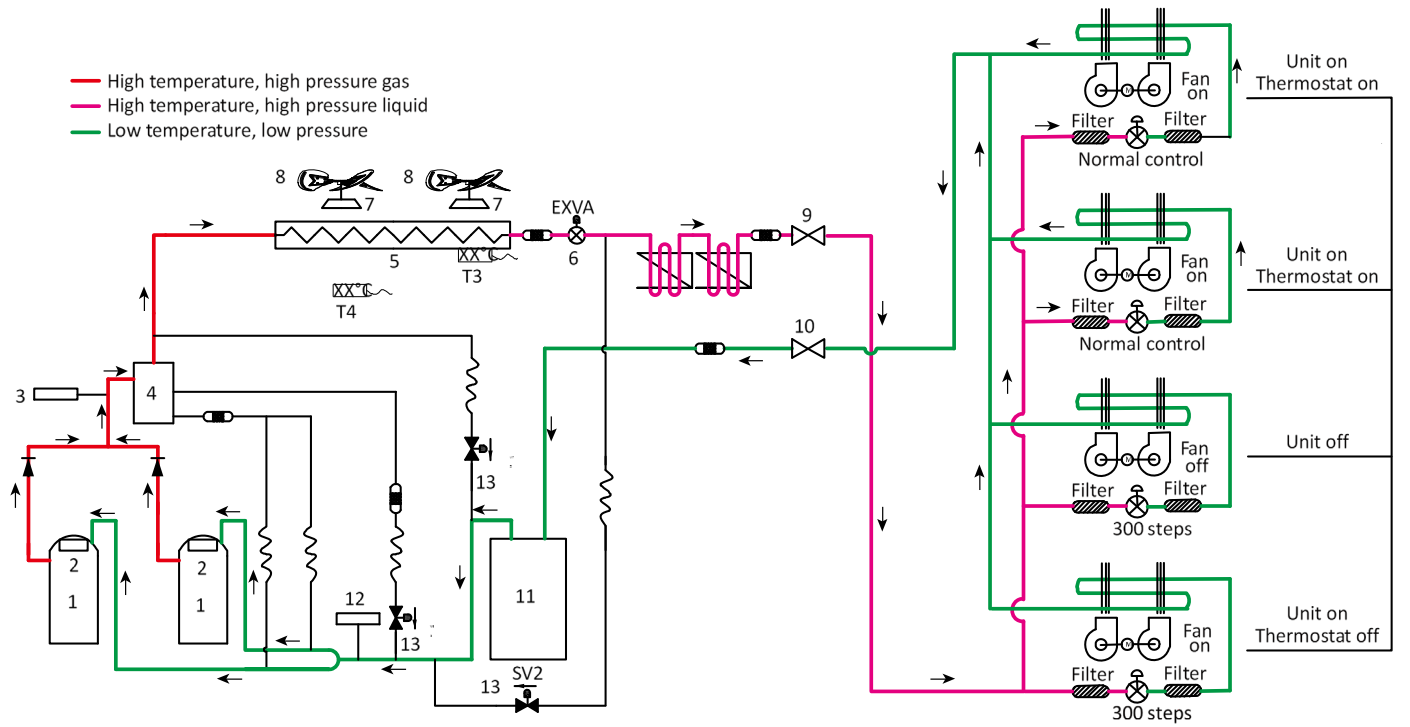 High temperature, high pressure gas
High temperature, high pressure liquid
Low temperature, low pressure
8
7
8
7
EXVA
6
5
XX°C
T3
XX°C
T4
9
10
3
4
2
1
2
1
13
12
13
11
13
SV2
M
Fan
on
Filter
Filter
Normal control
Unit on
Thermostat on
M
Fan
on
Filter
Filter
Normal control
Unit on
Thermostat on
M
Fan
off
Filter
Filter
300 steps
Unit off
M
Fan
on
Filter
Filter
300 steps
Unit on
Thermostat off